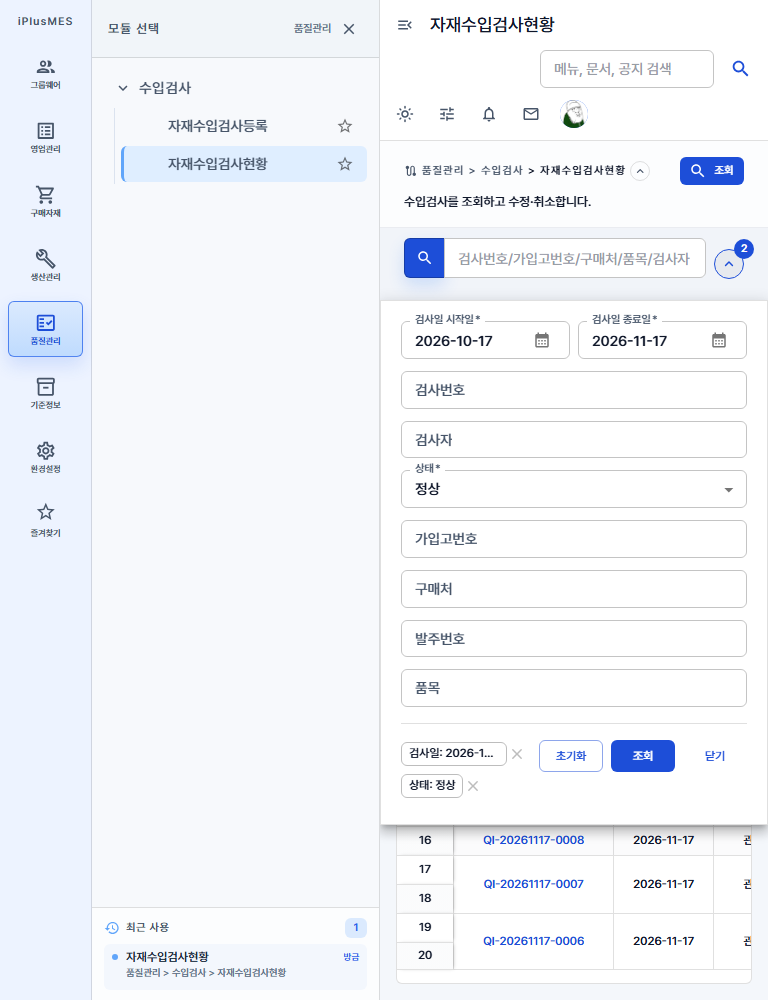 iPlusMES
그룹웨어
영업관리
구매자재
생산관리
품질관리
기준정보
환경설정
즐겨찾기
모듈 선택
품질관리
수입검사
자재수입검사등록
자재수입검사현황
최근 사용
1
자재수입검사현황
방금
품질관리 > 수입검사 > 자재수입검사현황
자재수입검사현황
메뉴, 문서, 공지 검색
품질관리 > 수입검사 > 자재수입검사현황
조회
수입검사를 조회하고 수정·취소합니다.
검사번호/가입고번호/구매처/품목/검사자
2
검사일 시작일*
2026-10-17
검사일 종료일*
2026-11-17
검사번호
검사자
상태*
정상
가입고번호
구매처
발주번호
품목
검사일: 2026-1...
상태: 정상
초기화
조회
닫기
16 QI-20261117-0008 2026-11-17
17
18
QI-20261117-0007 2026-11-17
19
20
QI-20261117-0006 2026-11-17